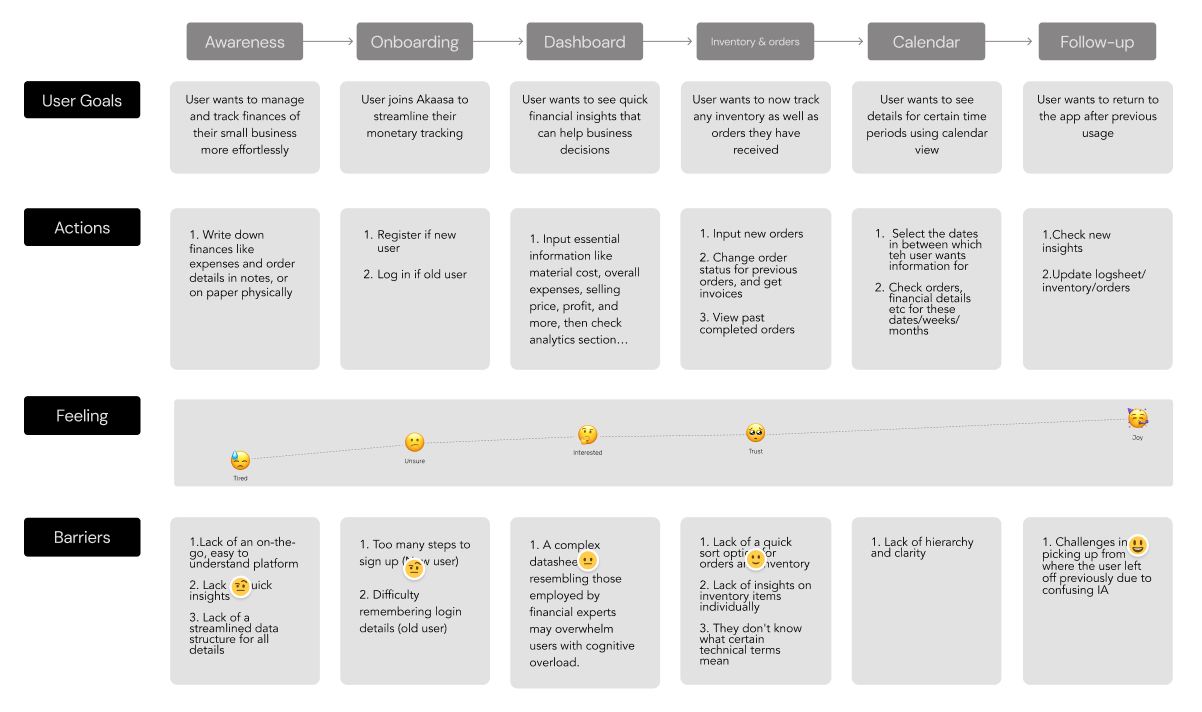 Awareness
Onboarding
Dashboard
Inventory & orders
Calendar
Follow-up
User Goals
User wants to manage
and track finances of
their small business
more effortlessly
User joins Akaasa to
streamline their
monetary tracking
User wants to see quick
financial insights that
can help business
decisions
User wants to now track
any inventory as well as
orders they have
received
User wants to see
details for certain time
periods using calendar
view
User wants to return to
the app after previous
usage
Actions
1. Write down
finances like
expenses and order
details in notes, or
on paper physically
1. Register if new
user
2. Log in if old user
1. Input essential
information like
material cost, overall
expenses, selling
price, profit, and
more, then check
analytics section...
1. Input new orders
2. Change order
status for previous
orders, and get
invoices
3. View past
completed orders
1. Select the dates
in between which
teh user wants
information for
2. Check orders,
financial details
etc for these
dates/weeks/
months
1.Check new
insights
2.Update logsheet/
inventory/orders
Feeling
Tired
Unsure
Interested
Trust
Joy
Barriers
1.Lack of an on-the-
go, easy to
understand platform
2. Lack
insights
3. Lack of a
streamlined data
structure for all
details
1. Too many steps to
sign up user)
2. Difficulty
remembering login
details (old user)
1. A complex
resembling those
employed by
financial experts
may overwhelm
users with cognitive
overload.
1. Lack of a quick
sort option for
orders inventory
2. Lack of insights on
inventory items
individually
3. They don't know
what certain
technical terms
mean
1. Lack of hierarchy
and clarity
1. Challenges in
picking up from
where the user left
off previously due to
confusing IA